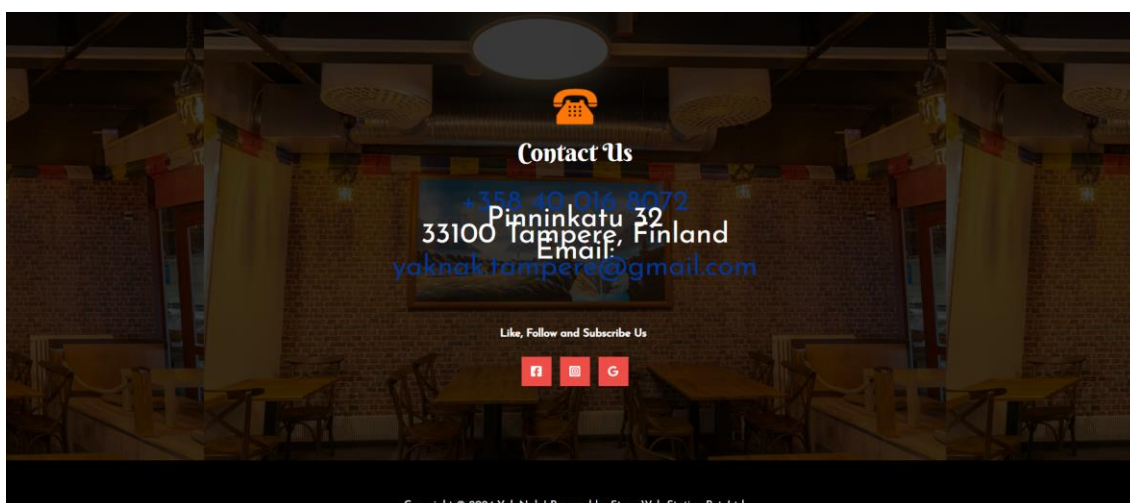 Contact Us
+358 40 016 8072
Pinninkatu 32
33100 Tampere, Finland
Email:
yaknak.tampere@gmail.com
Like, Follow and Subscribe Us
G